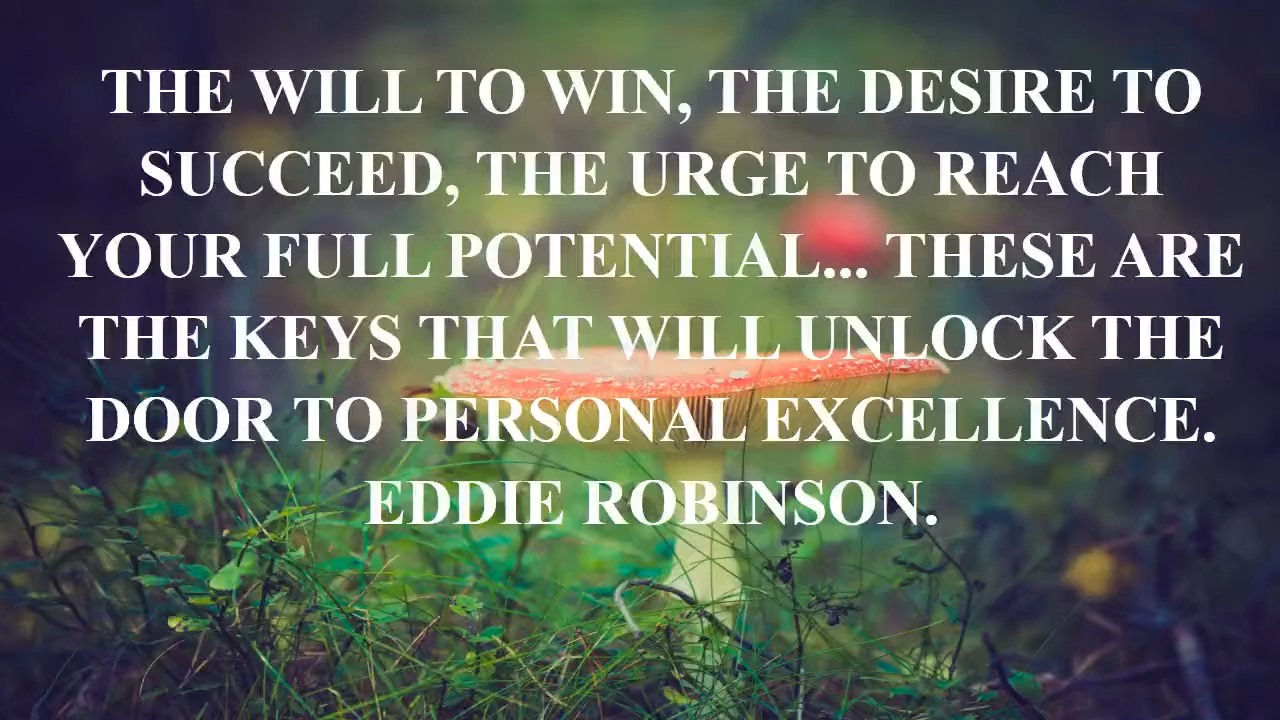 THE WILL TO WIN, THE DESIRE TO
SUCCEED, THE URGE TO REACH
YOUR FULL POTENTIAL... THESE ARE
THE KEYS THAT WILL UNLOCK THE
DOOR TO PERSONAL EXCELLENCE.
EDDIE ROBINSON.